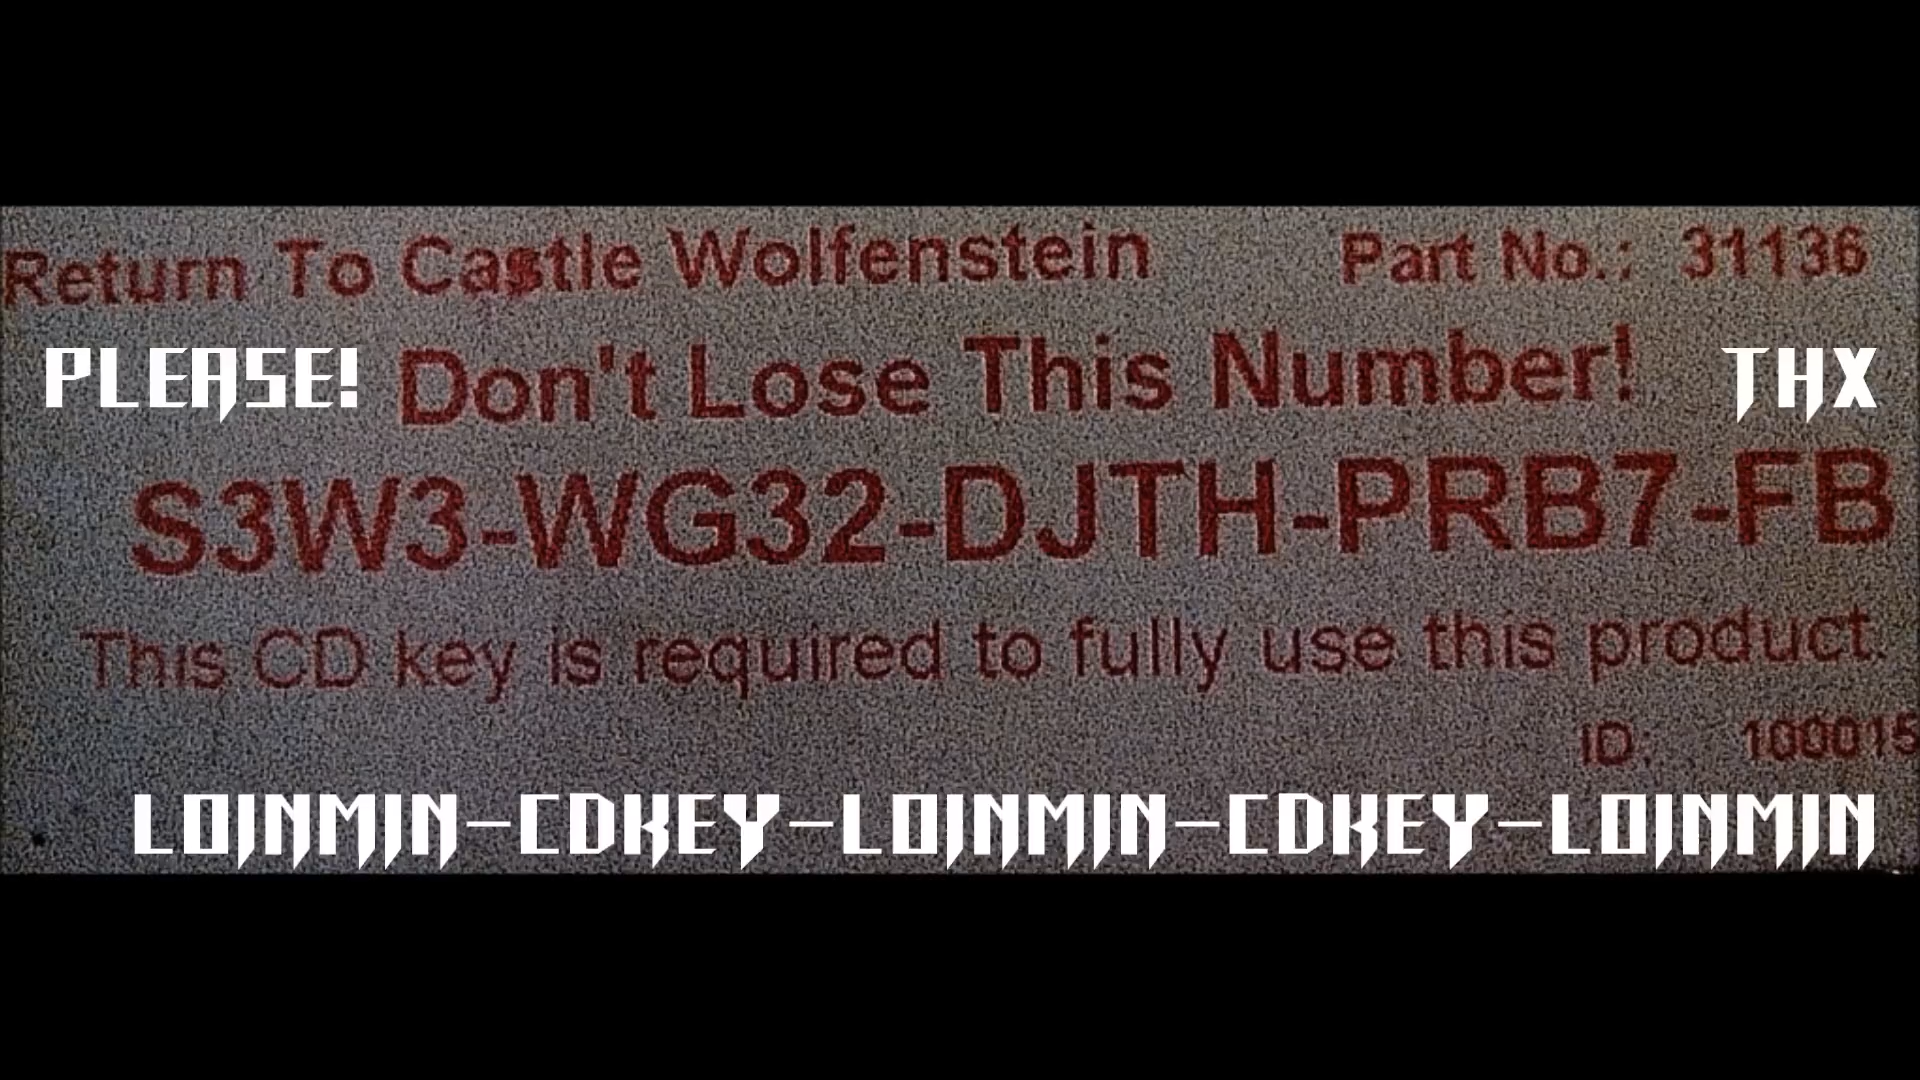 Return To Castle Wolfenstein Part No.: 31136
PLEASE! Don't Lose This Number! THX
S3W3-WG32-DJTH-PRB7-FB
This CD key is required to fully use this product.
ID: 100015
LOINMIN-CDKEY-LOINMIN-CDKEY-LOINMIN